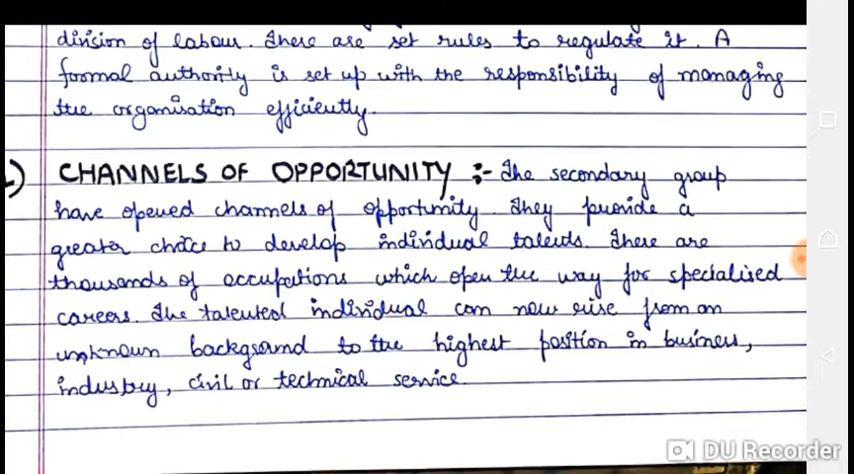 division of labour. There are set rules to regulate it. A
formal authority is set up with the responsibility of managing
the organisation efficiently.
CHANNELS OF OPPORTUNITY :- The secondary group
have opened channels of opportunity. They provide a
greater choice to develop individual talents. There are
thousands of occupations which open the way for specialised
careers. The talented individual can now rise from an
unknown background to the highest position in business,
industry, civil or technical service.
DU Recorder